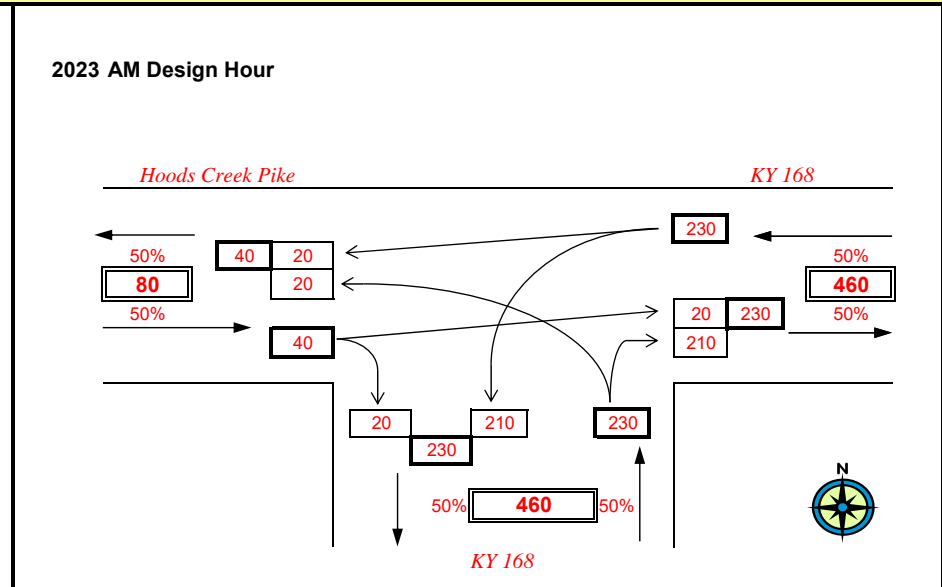 2023 AM Design Hour
Hoods Creek Pike KY 168
230
50% 40 20 50%
80 20 460
50% 20 230 50%
40 210
20 210 230
230
N
50% 460 50%
KY 168